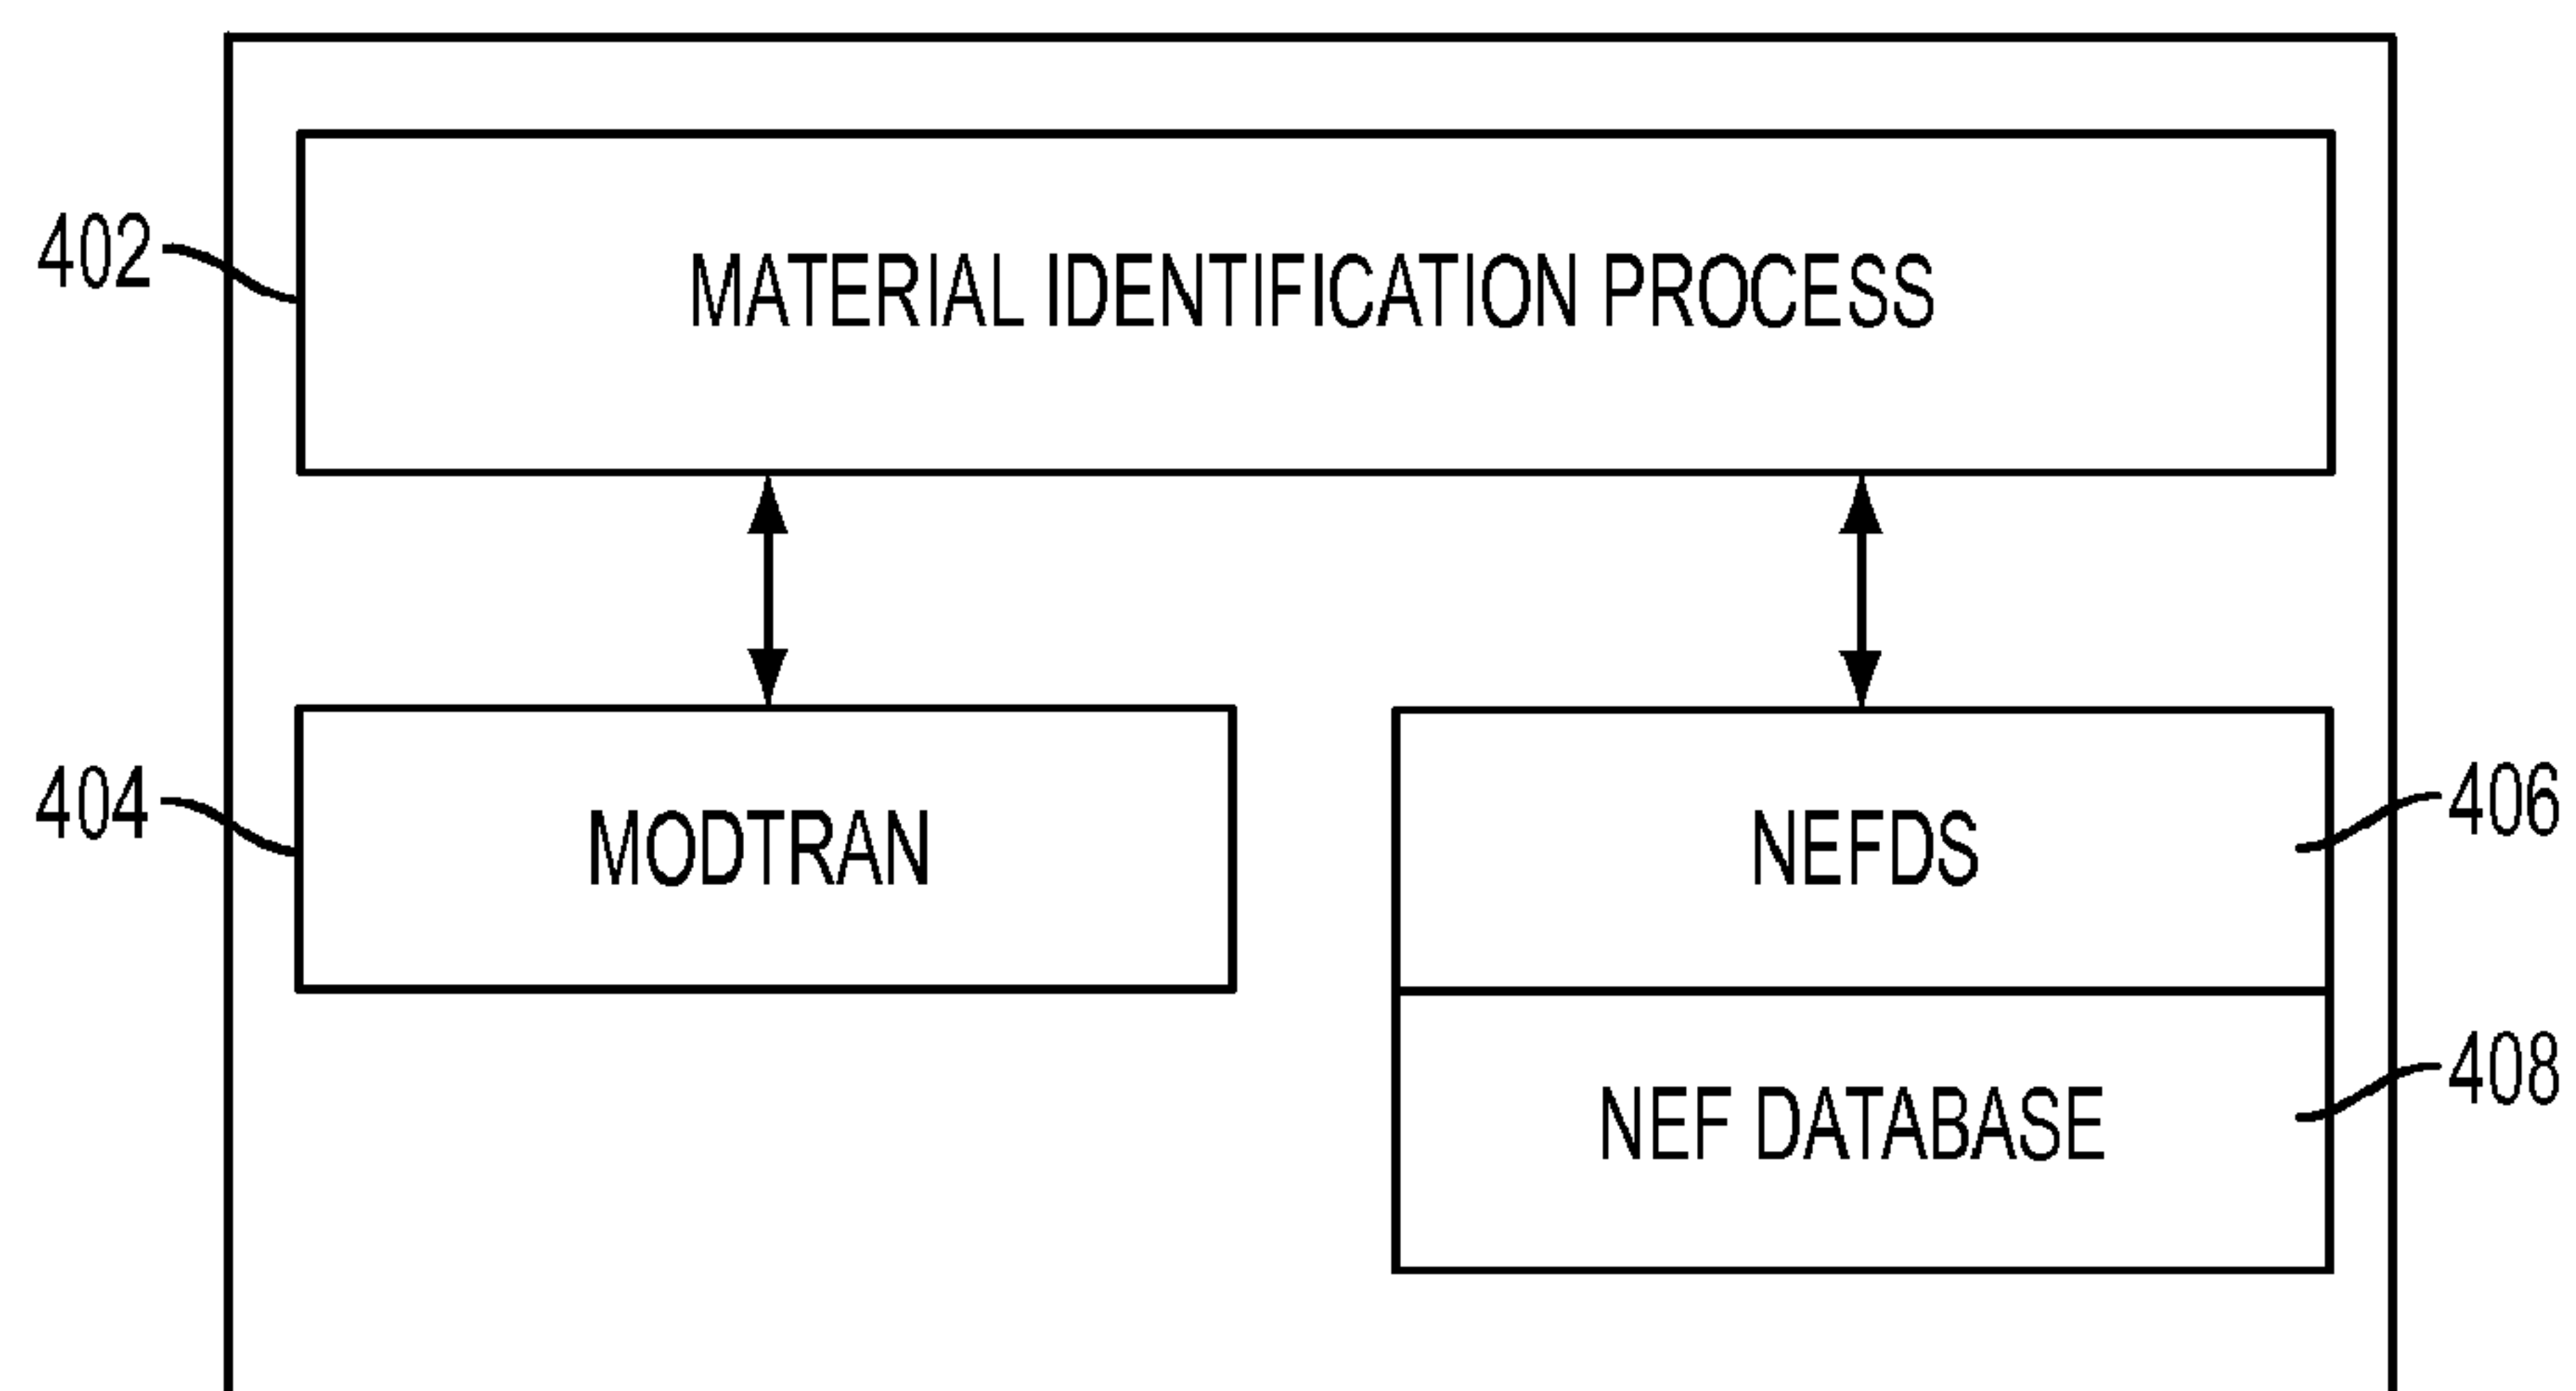 402
MATERIAL IDENTIFICATION PROCESS
404
MODTRAN
NEFDS
406
NEF DATABASE
408